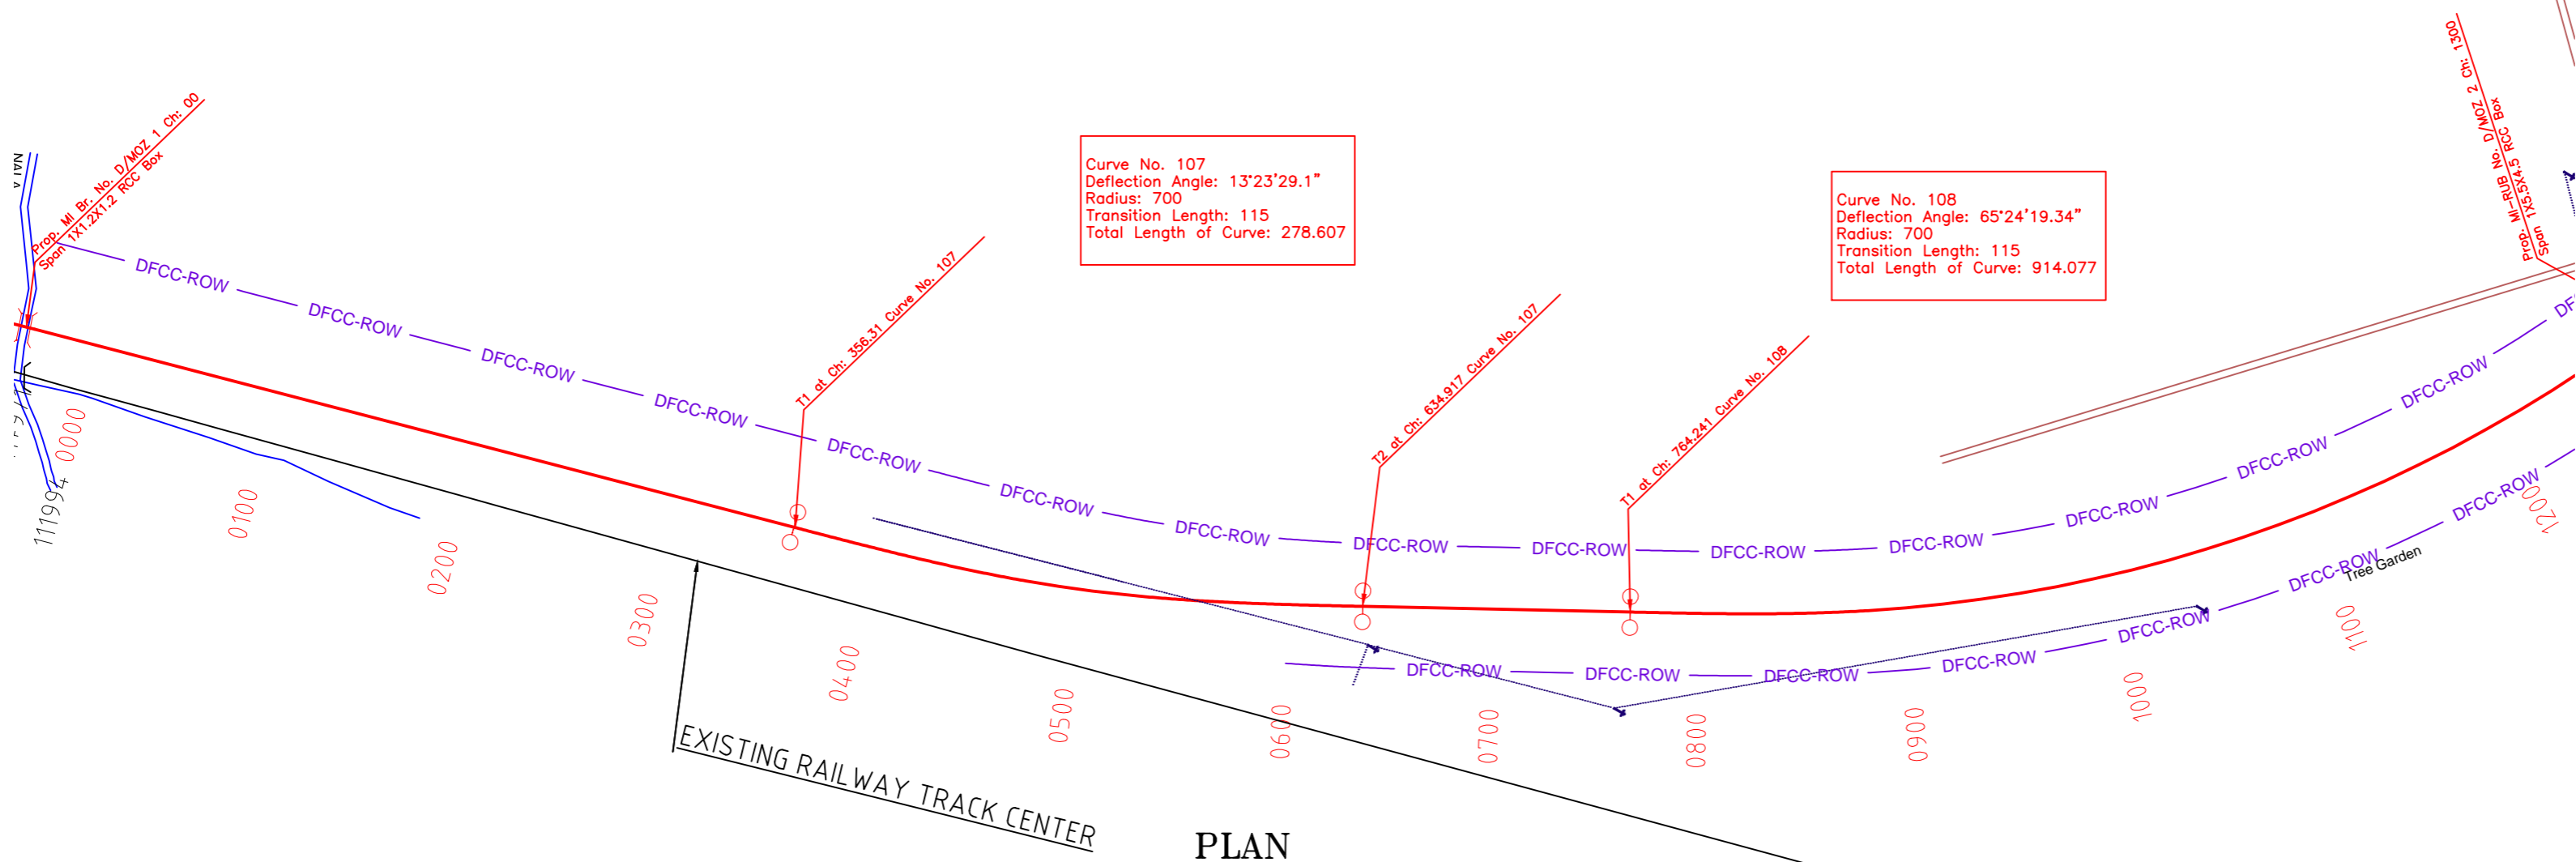 NALA
Prop. MI Br. No. D/MOZ 1 Ch: 00
Span 1X1.2X1.2 RCC Box
DFCC-ROW
DFCC-ROW
DFCC-ROW
DFCC-ROW
DFCC-ROW
DFCC-ROW
DFCC-ROW
DFCC-ROW
DFCC-ROW
DFCC-ROW
DFCC-ROW
DFCC-ROW
DFCC-ROW
DFCC-ROW
T1 at Ch: 356.31 Curve No. 107
Curve No. 107
Deflection Angle: 13°23'29.1"
Radius: 700
Transition Length: 115
Total Length of Curve: 278.607
T2 at Ch: 634.917 Curve No. 107
T1 at Ch: 764.241 Curve No. 108
Curve No. 108
Deflection Angle: 65°24'19.34"
Radius: 700
Transition Length: 115
Total Length of Curve: 914.077
Prop. MI-RUB No. D/MOZ 2 Ch: 1300
Span 1X5.5X4.5 RCC Box
DFCC-ROW
DFCC-ROW
DFCC-ROW
DFCC-ROW
DFCC-ROW
DFCC-ROW
DFCC-ROW
Tree Garden
111994
0000
0100
0200
0300
0400
0500
0600
0700
0800
0900
1000
1100
1200
EXISTING RAILWAY TRACK CENTER
PLAN